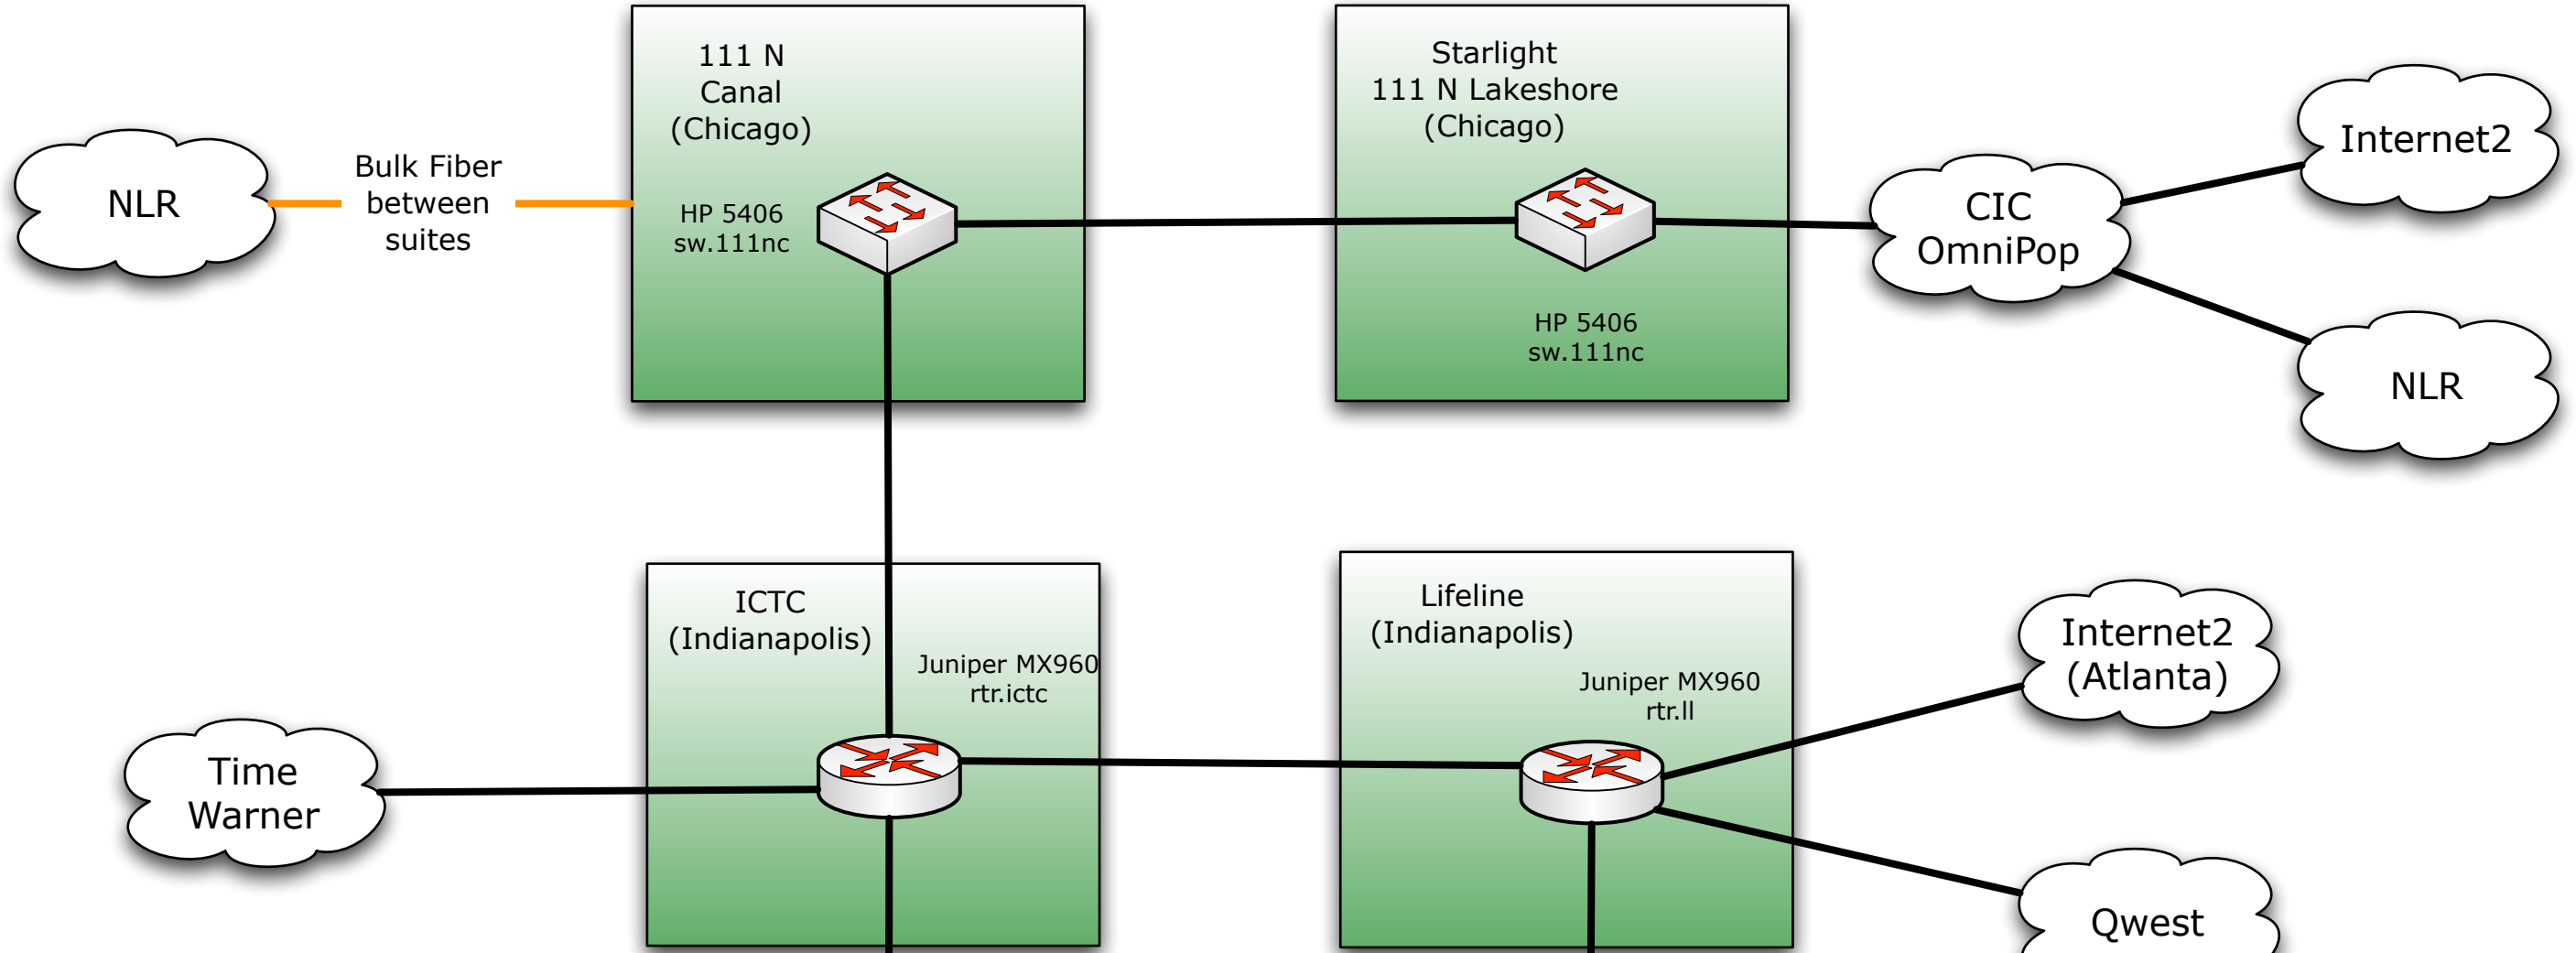 111 N
Canal
(Chicago)
HP 5406
sw.111nc
Starlight
111 N Lakeshore
(Chicago)
HP 5406
sw.111nc
NLR
Bulk Fiber
between
suites
CIC
OmniPop
Internet2
NLR
ICTC
(Indianapolis)
Juniper MX960
rtr.ictc
Lifeline
(Indianapolis)
Juniper MX960
rtr.ll
Internet2
(Atlanta)
Time
Warner
Qwest